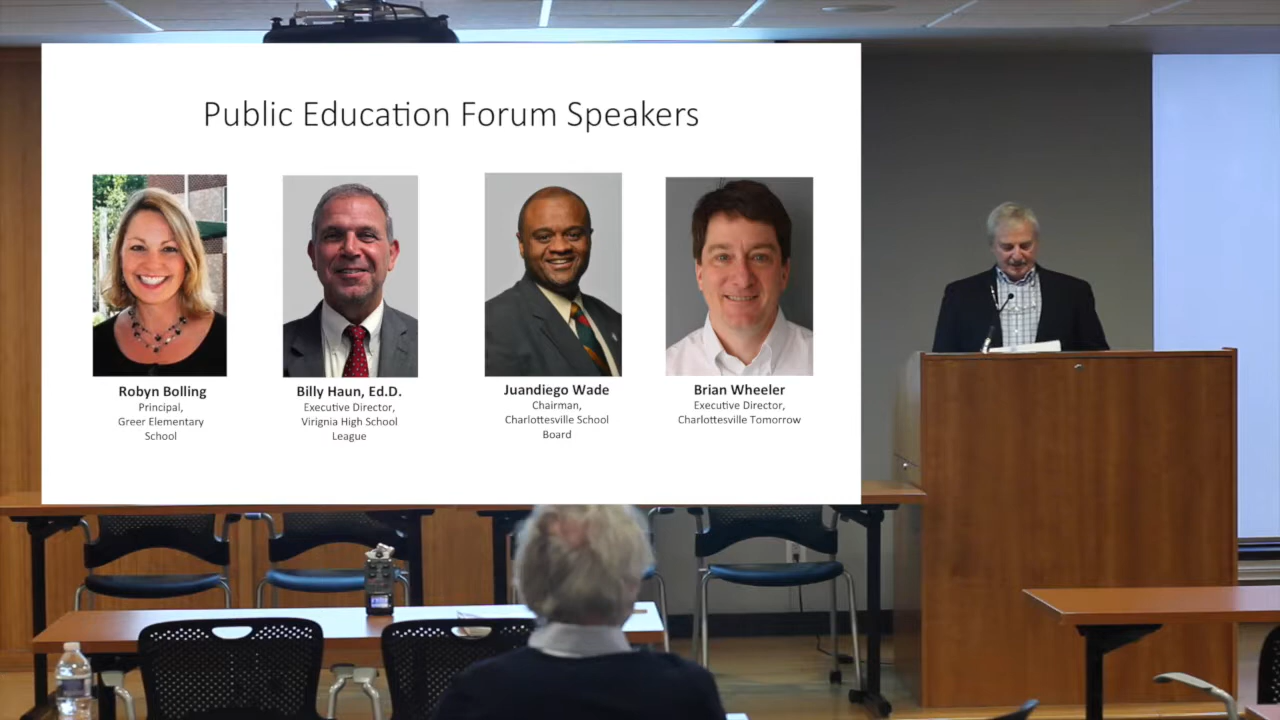 Public Education Forum Speakers
Robyn Bolling
Principal,
Greer Elementary
School
Billy Haun, Ed.D.
Executive Director,
Virignia High School
League
Juandiego Wade
Chairman,
Charlottesville School
Board
Brian Wheeler
Executive Director,
Charlottesville Tomorrow